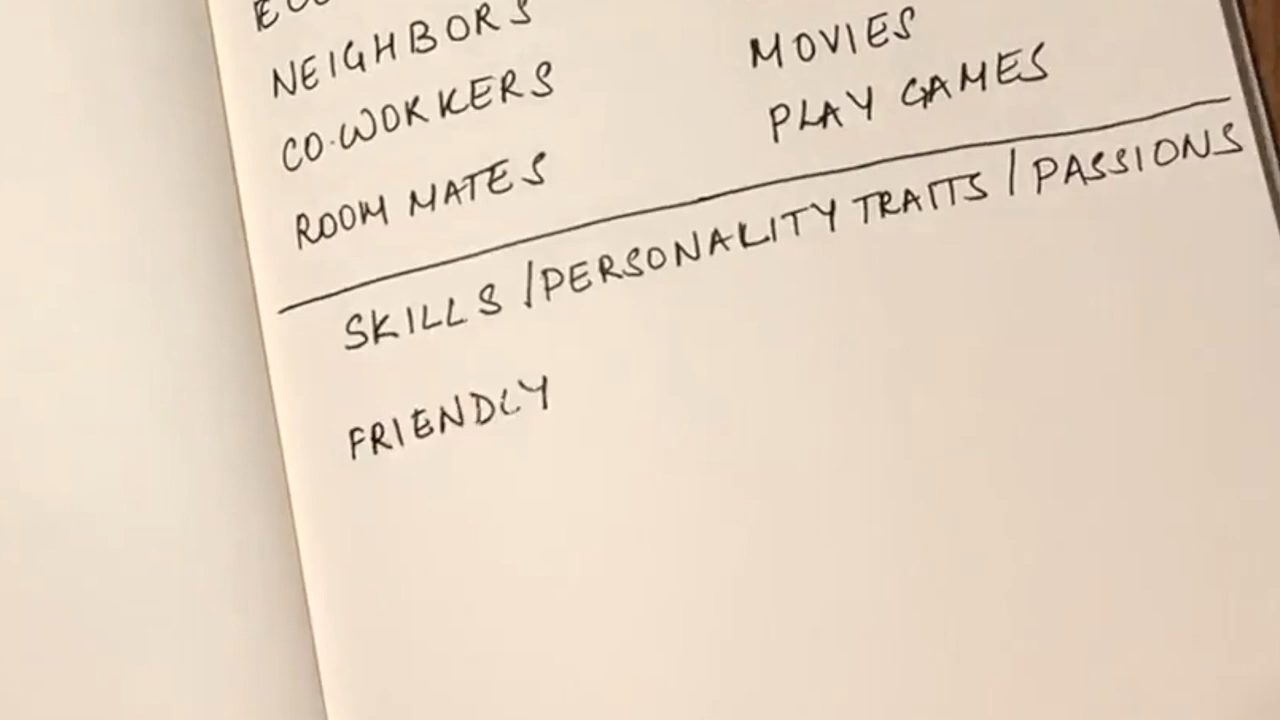 NEIGHBORS
CO.WOKKERS
ROOM MATES
MOVIES
PLAY GAMES
SKILLS /PERSONALITY TRAITS / PASSIONS
FRIENDLY